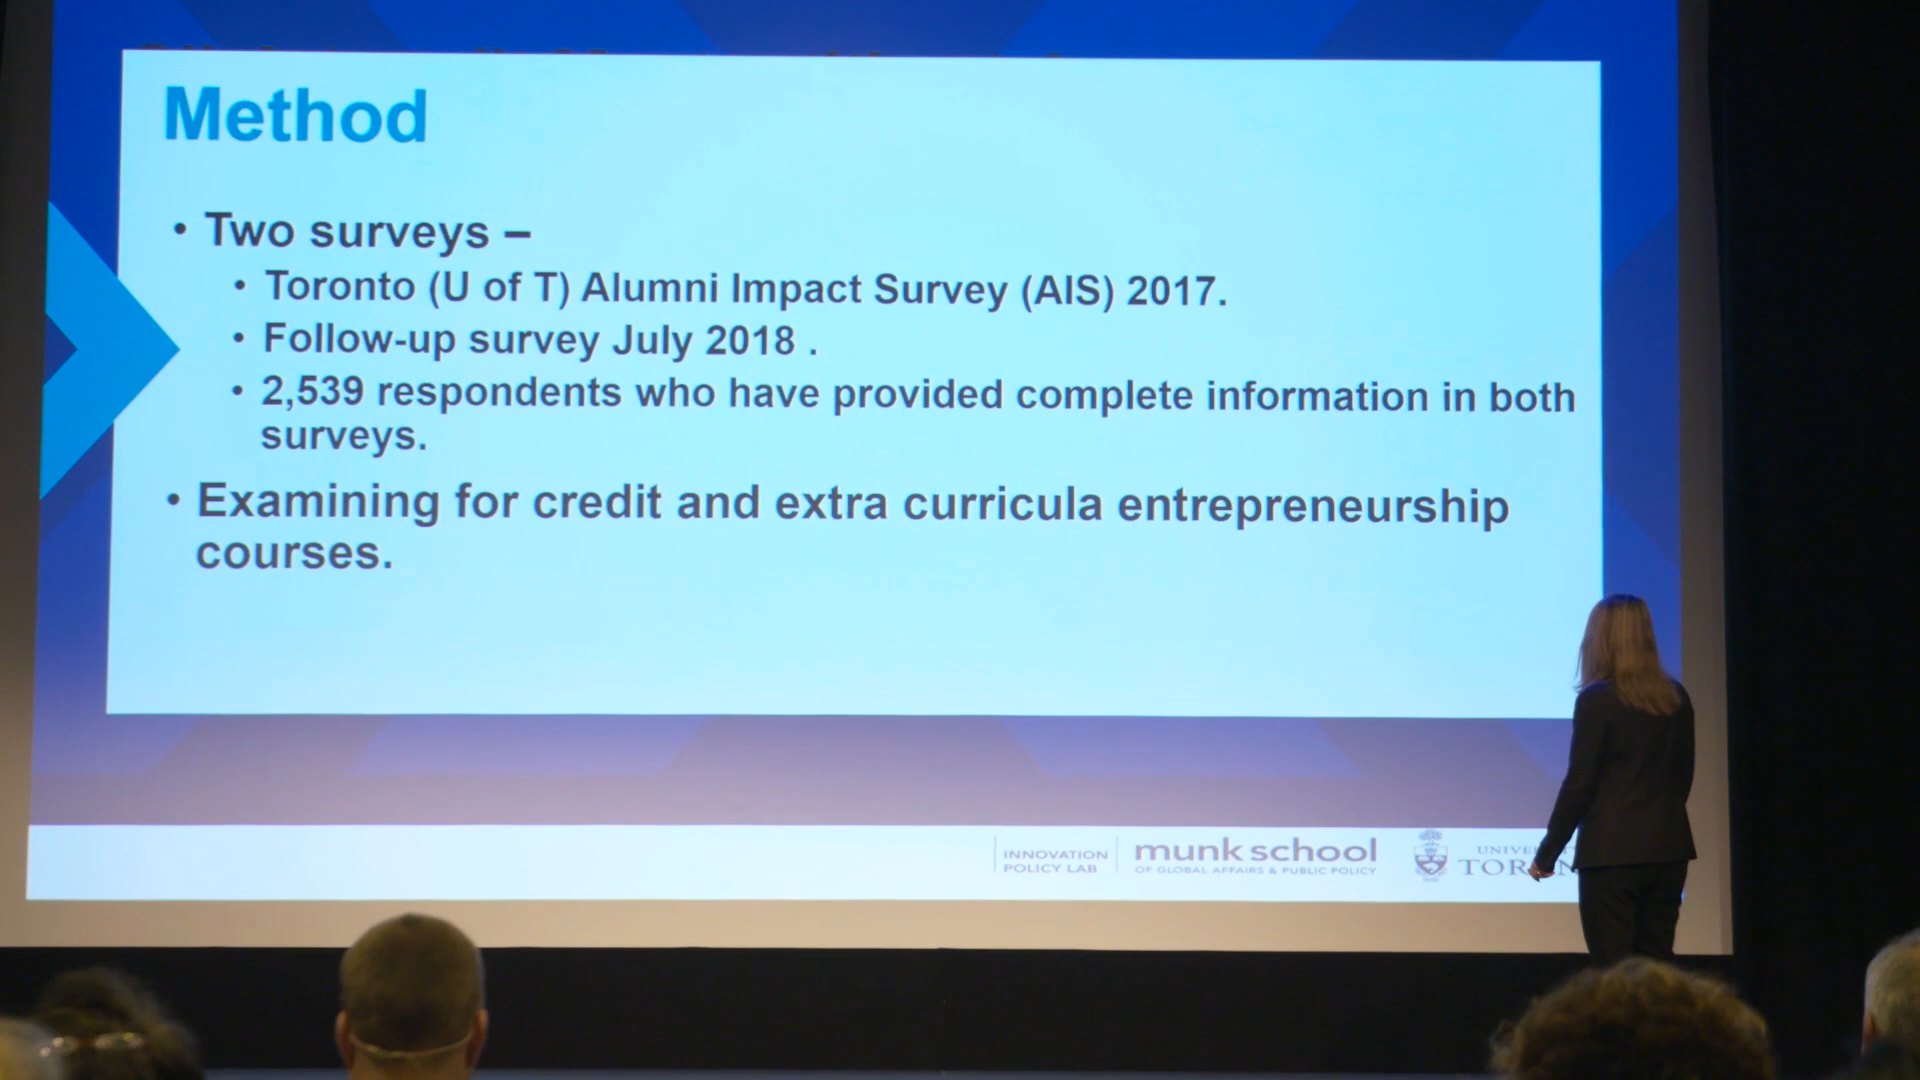 Method
• Two surveys –
• Toronto (U of T) Alumni Impact Survey (AIS) 2017.
• Follow-up survey July 2018 .
• 2,539 respondents who have provided complete information in both
surveys.
• Examining for credit and extra curricula entrepreneurship
courses.
INNOVATION
POLICY LAB
munk school
OF GLOBAL AFFAIRS & PUBLIC POLICY